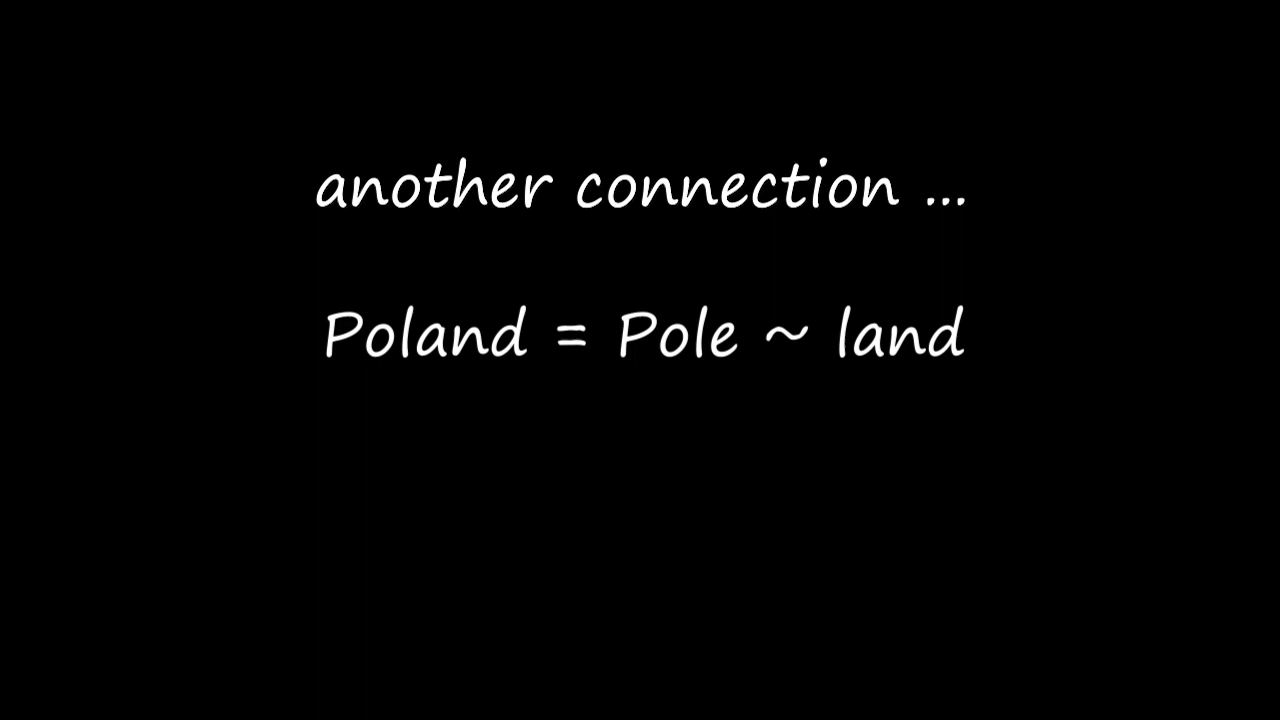 another connection ...
Poland = Pole ~ land